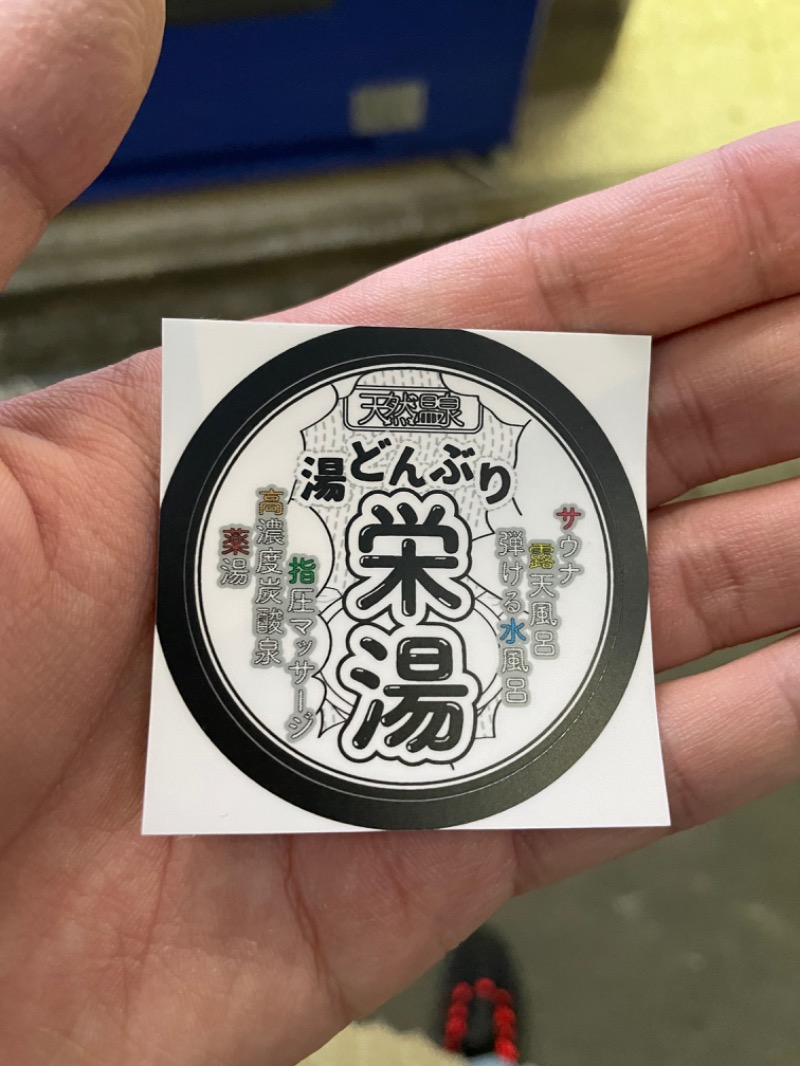 天然温泉
湯どんぶり
栄湯
サウナ
露天風呂
弾ける水風呂
指圧マッサージ
高濃度炭酸泉
薬湯